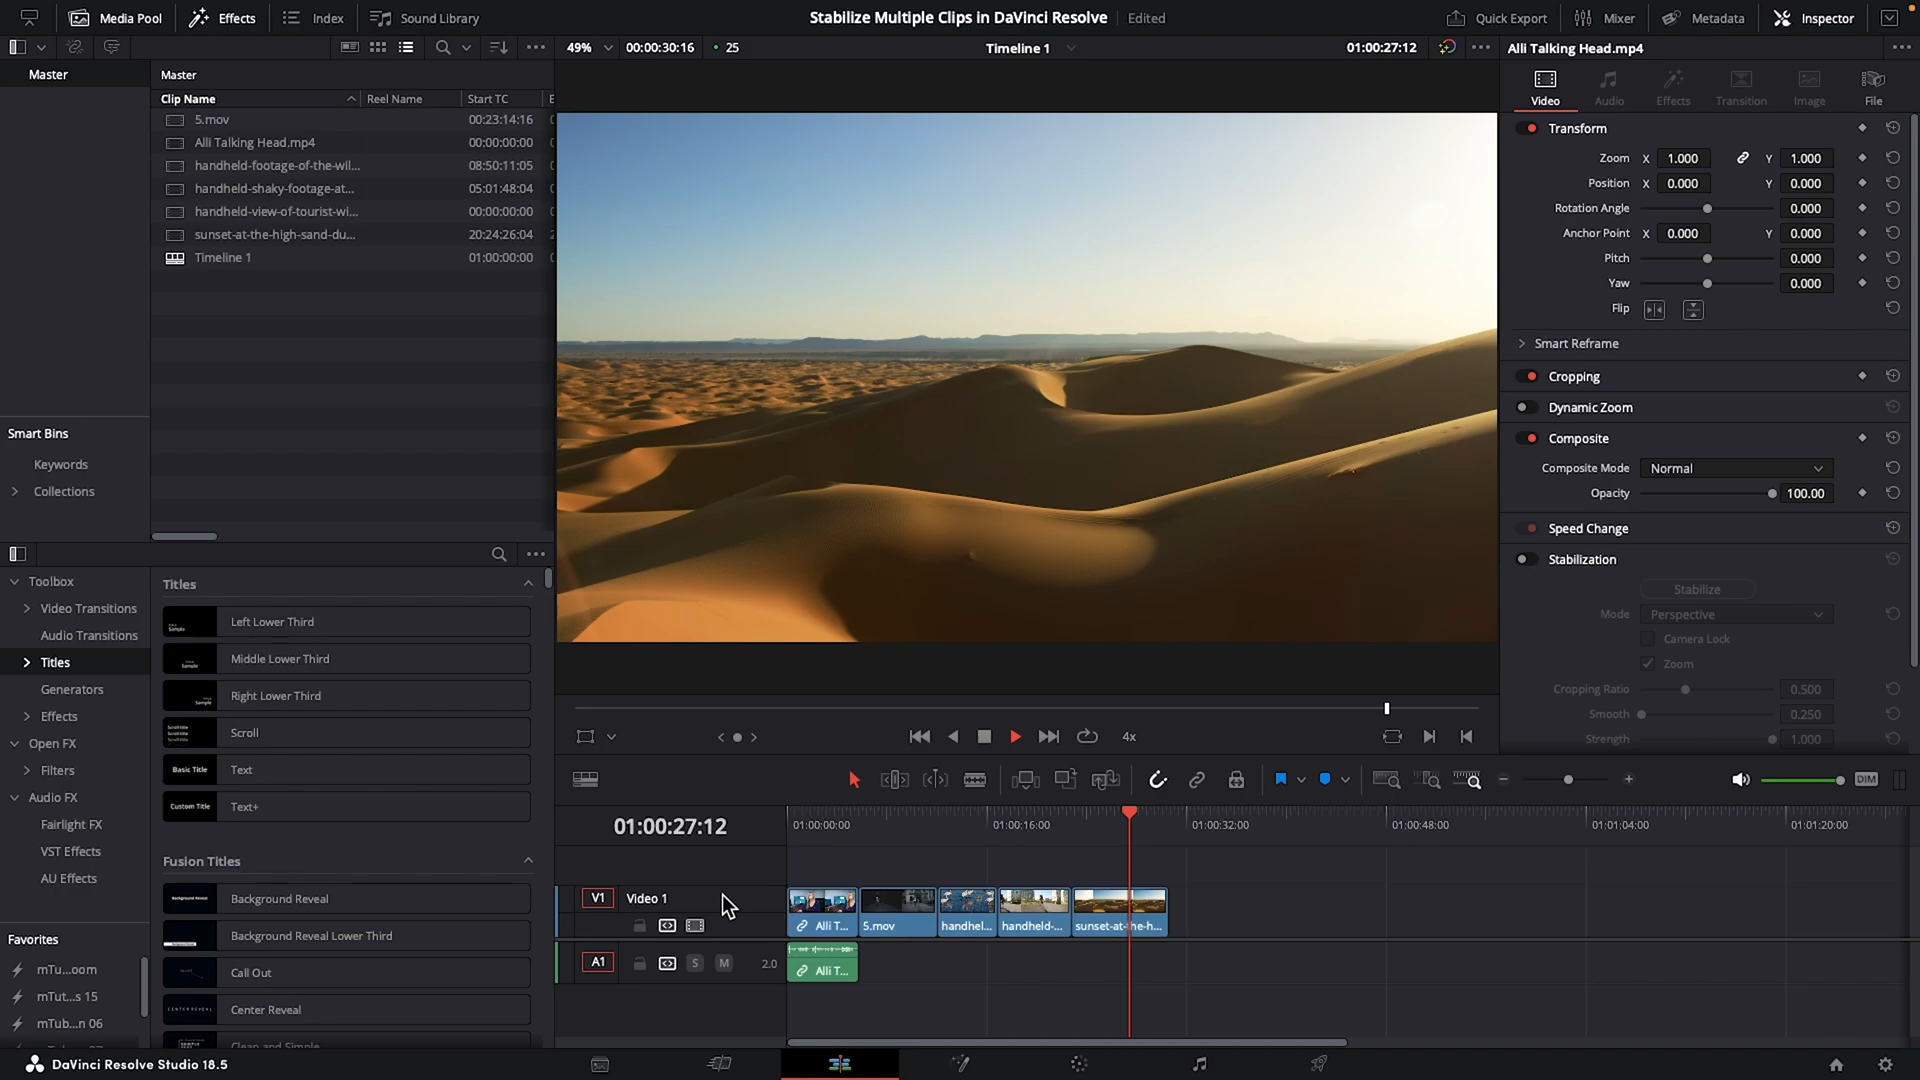 Media Pool Effects Index Sound Library Stabilize Multiple Clips in DaVinci Resolve Edited Quick Export Mixer Metadata Inspector
49% 00:00:30:16 25 Timeline 1 01:00:27:12 Alli Talking Head.mp4
Master
Master
Clip Name Reel Name Start TC
5.mov 00:23:14:16
Alli Talking Head.mp4 00:00:00:00
handheld-footage-of-the-wil... 08:50:11:05
handheld-shaky-footage-at... 05:01:48:04
handheld-view-of-tourist-wi... 00:00:00:00
sunset-at-the-high-sand-du... 20:24:26:04
Timeline 1 01:00:00:00
Smart Bins
Keywords
Collections
Video Audio Effects Transition Image File
Transform
Zoom X 1.000 Y 1.000
Position X 0.000 Y 0.000
Rotation Angle 0.000
Anchor Point X 0.000 Y 0.000
Pitch 0.000
Yaw 0.000
Flip
Smart Reframe
Cropping
Dynamic Zoom
Composite
Composite Mode Normal
Opacity 100.00
Speed Change
Stabilization
Stabilize
Mode Perspective
Camera Lock
Zoom
Cropping Ratio 0.500
Smooth 0.250
Strength 1.000
Toolbox
Video Transitions
Audio Transitions
Titles
Generators
Effects
Open FX
Filters
Audio FX
Fairlight FX
VST Effects
AU Effects
Favorites
mTu...oom
mTut...s 15
mTub...n 06
Titles
Left Lower Third
Middle Lower Third
Right Lower Third
Scroll
Basic Title Text
Custom Title Text+
Fusion Titles
Background Reveal
Background Reveal Lower Third
Call Out
Center Reveal
Clean and Simple
4x
DIM
01:00:27:12 01:00:00:00 01:00:16:00 01:00:32:00 01:00:48:00 01:01:04:00 01:01:20:00
V1 Video 1
Alli T... 5.mov handhel... handheld-... sunset-at-the-h...
A1 S M 2.0 Alli T...
DaVinci Resolve Studio 18.5